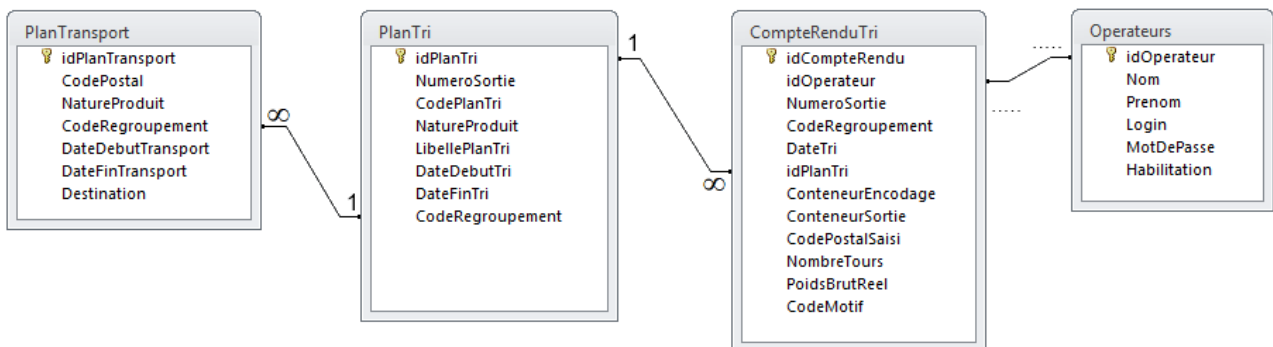 PlanTransport
idPlanTransport
CodePostal
NatureProduit
CodeRegroupement
DateDebutTransport
DateFinTransport
Destination
∞
1
PlanTri
idPlanTri
NumeroSortie
CodePlanTri
NatureProduit
LibellePlanTri
DateDebutTri
DateFinTri
CodeRegroupement
1
∞
CompteRenduTri
idCompteRendu
idOperateur
NumeroSortie
CodeRegroupement
DateTri
idPlanTri
ConteneurEncodage
ConteneurSortie
CodePostalSaisi
NombreTours
PoidsBrutReel
CodeMotif
.....
.....
Operateurs
idOperateur
Nom
Prenom
Login
MotDePasse
Habilitation